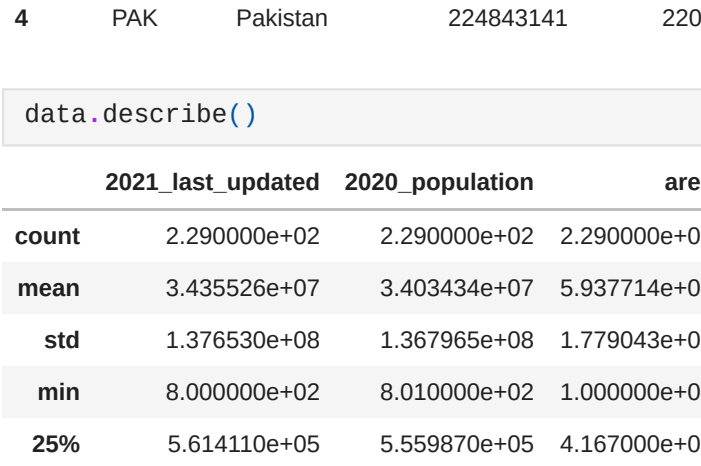 4 PAK Pakistan 224843141 220
data.describe()
2021_last_updated 2020_population are
count 2.290000e+02 2.290000e+02 2.290000e+0
mean 3.435526e+07 3.403434e+07 5.937714e+0
std 1.376530e+08 1.367965e+08 1.779043e+0
min 8.000000e+02 8.010000e+02 1.000000e+0
25% 5.614110e+05 5.559870e+05 4.167000e+0